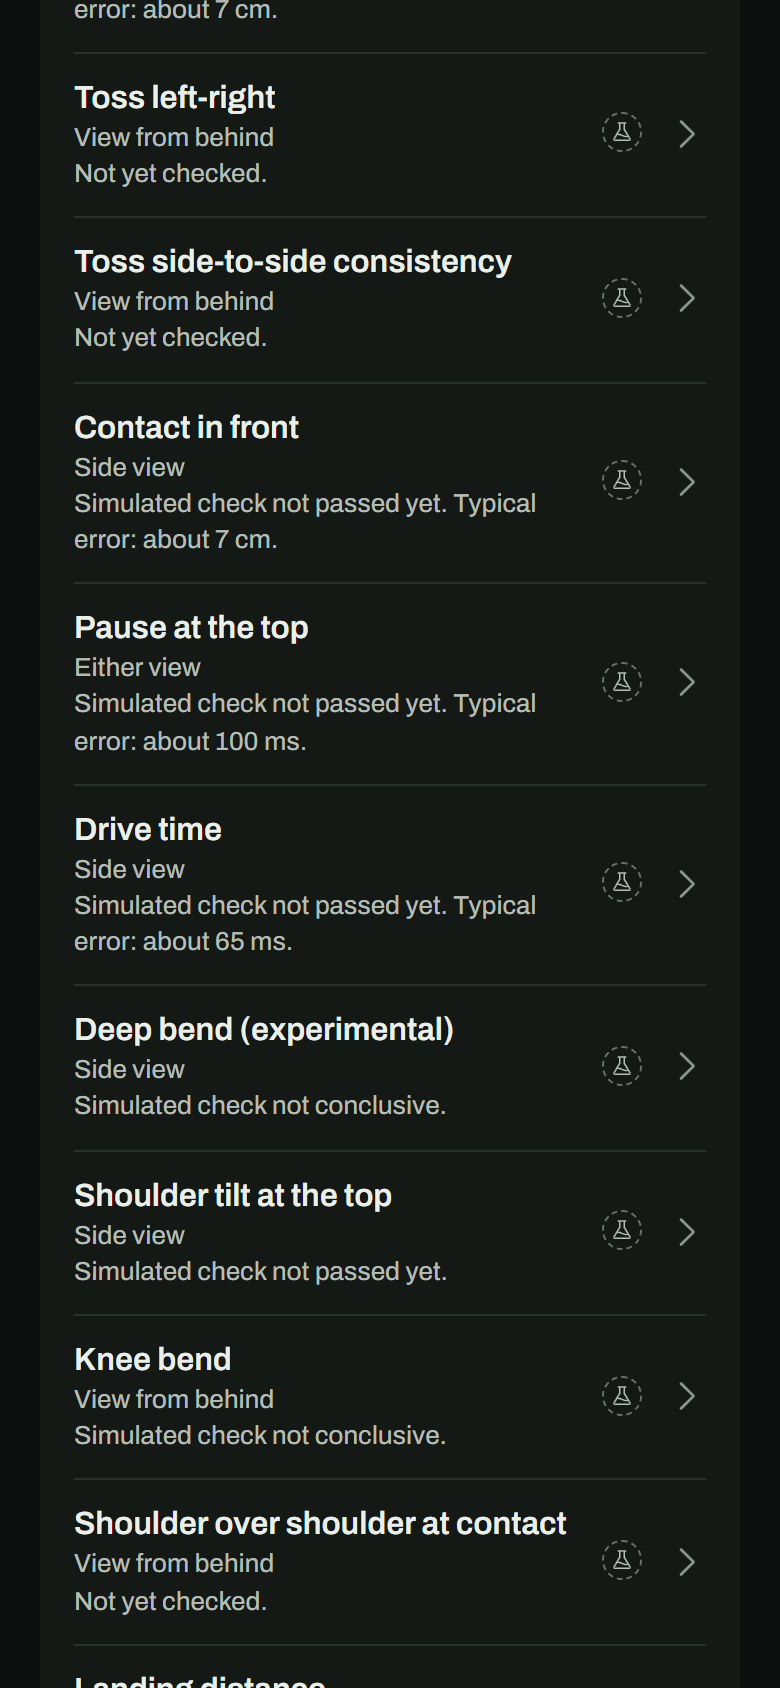 error: about 7 cm.
Toss left-right
View from behind
Not yet checked.
Toss side-to-side consistency
View from behind
Not yet checked.
Contact in front
Side view
Simulated check not passed yet. Typical
error: about 7 cm.
Pause at the top
Either view
Simulated check not passed yet. Typical
error: about 100 ms.
Drive time
Side view
Simulated check not passed yet. Typical
error: about 65 ms.
Deep bend (experimental)
Side view
Simulated check not conclusive.
Shoulder tilt at the top
Side view
Simulated check not passed yet.
Knee bend
View from behind
Simulated check not conclusive.
Shoulder over shoulder at contact
View from behind
Not yet checked.
Landing distance